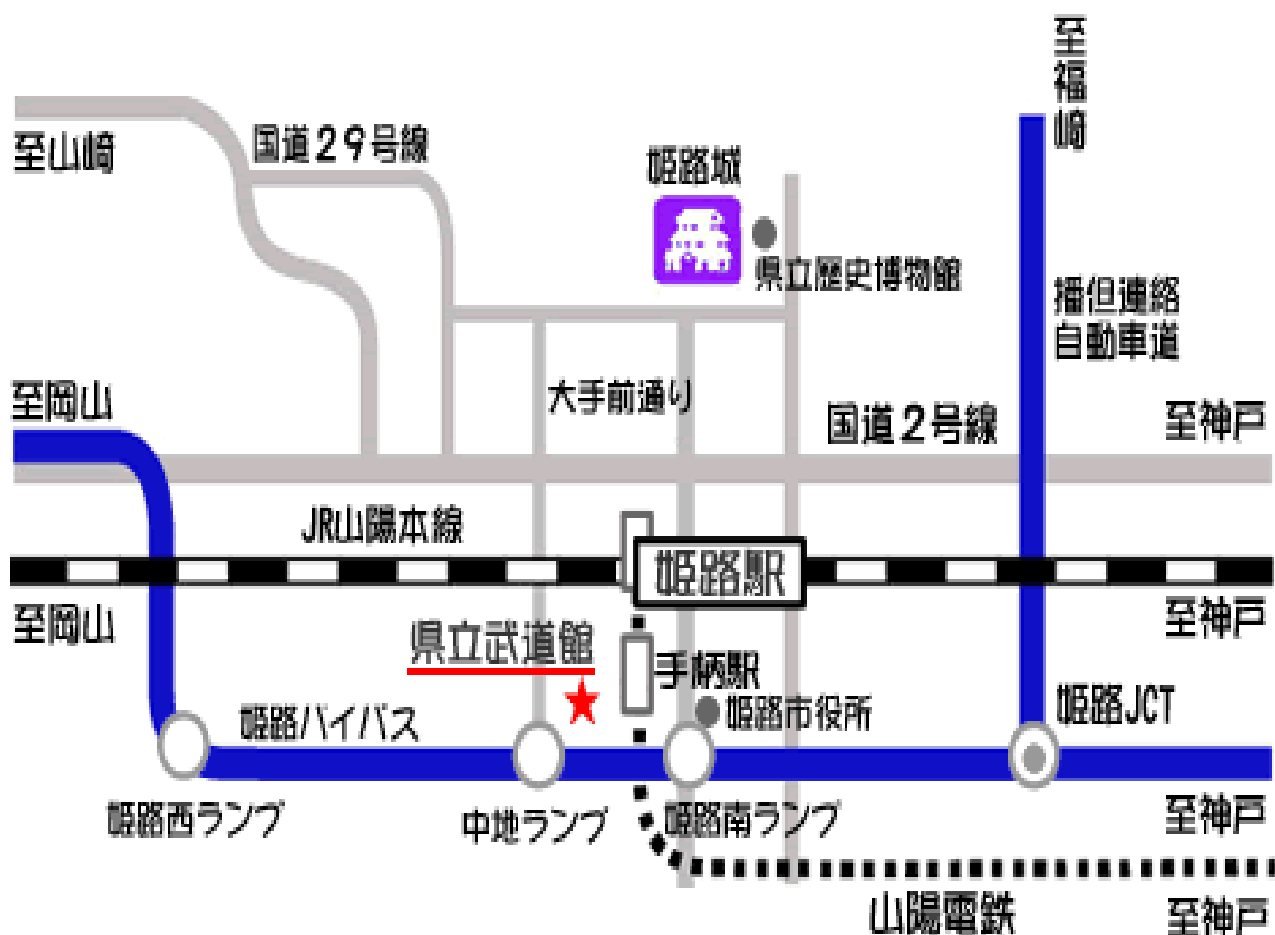 至福崎
至山崎
国道29号線
姫路城
県立歴史博物館
播但連絡
自動車道
至岡山
大手前通り
国道2号線
至神戸
JR山陽本線
姫路駅
至岡山
県立武道館
至神戸
手柄駅
姫路市役所
姫路JCT
姫路バイパス
姫路西ランプ
中地ランプ
姫路南ランプ
至神戸
山陽電鉄
至神戸